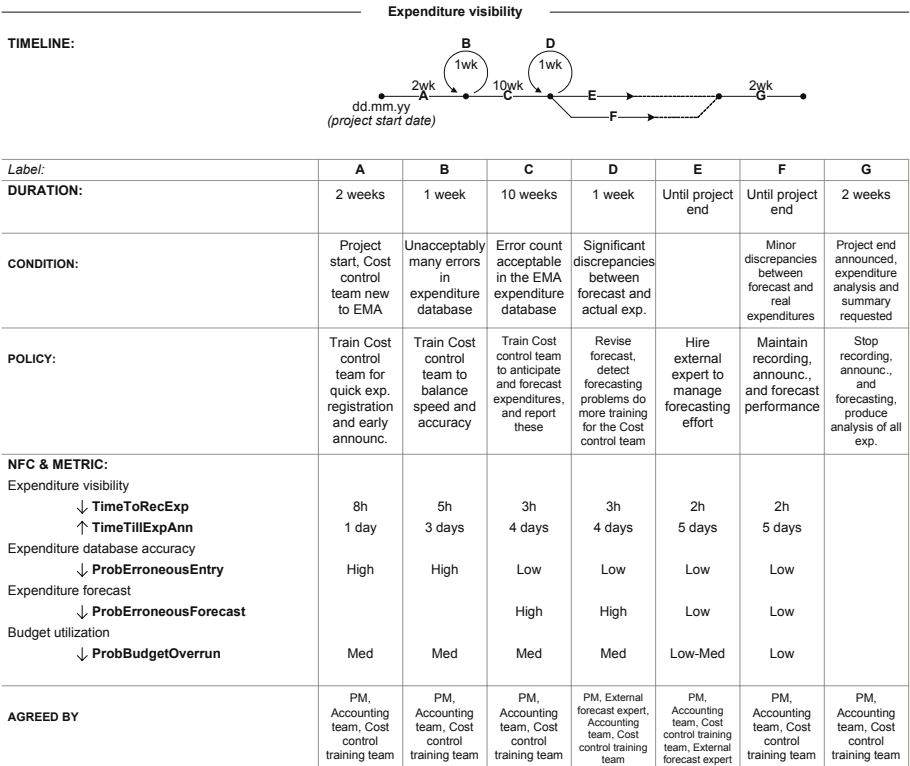 Expenditure visibility
TIMELINE:
B
D
1wk
1wk
2wk
10wk
2wk
A
C
E
G
dd.mm.yy
F
(project start date)
Label:
A
B
C
D
E
F
G
DURATION:
2 weeks
1 week
10 weeks
1 week
Until project
end
Until project
end
2 weeks
CONDITION:
Project
start, Cost
control
team new
to EMA
Unacceptably
many errors
in
expenditure
database
Error count
acceptable
in the EMA
expenditure
database
Significant
discrepancies
between
forecast and
actual exp.
Minor
discrepancies
between
forecast and
real
expenditures
Project end
announced,
expenditure
analysis and
summary
requested
POLICY:
Train Cost
control
team for
quick exp.
registration
and early
announc.
Train Cost
control
team to
balance
speed and
accuracy
Train Cost
control team
to anticipate
and forecast
expenditures,
and report
these
Revise
forecast,
detect
forecasting
problems do
more training
for the Cost
control team
Hire
external
expert to
manage
forecasting
effort
Maintain
recording,
announc.,
and forecast
performance
Stop
recording,
announc.,
and
forecasting,
produce
analysis of all
exp.
NFC & METRIC:
Expenditure visibility
↓ TimeToRecExp 8h 5h 3h 3h 2h 2h
↑ TimeTillExpAnn 1 day 3 days 4 days 4 days 5 days 5 days
Expenditure database accuracy
↓ ProbErroneousEntry High High Low Low Low Low
Expenditure forecast
↓ ProbErroneousForecast High High Low Low
Budget utilization
↓ ProbBudgetOverrun Med Med Med Med Low-Med Low
AGREED BY
PM,
Accounting
team, Cost
control
training team
PM,
Accounting
team, Cost
control
training team
PM,
Accounting
team, Cost
control
training team
PM, External
forecast expert,
Accounting
team, Cost
control training
team
PM,
Accounting
team, Cost
control training
team, External
forecast expert
PM,
Accounting
team, Cost
control
training team
PM,
Accounting
team, Cost
control
training team